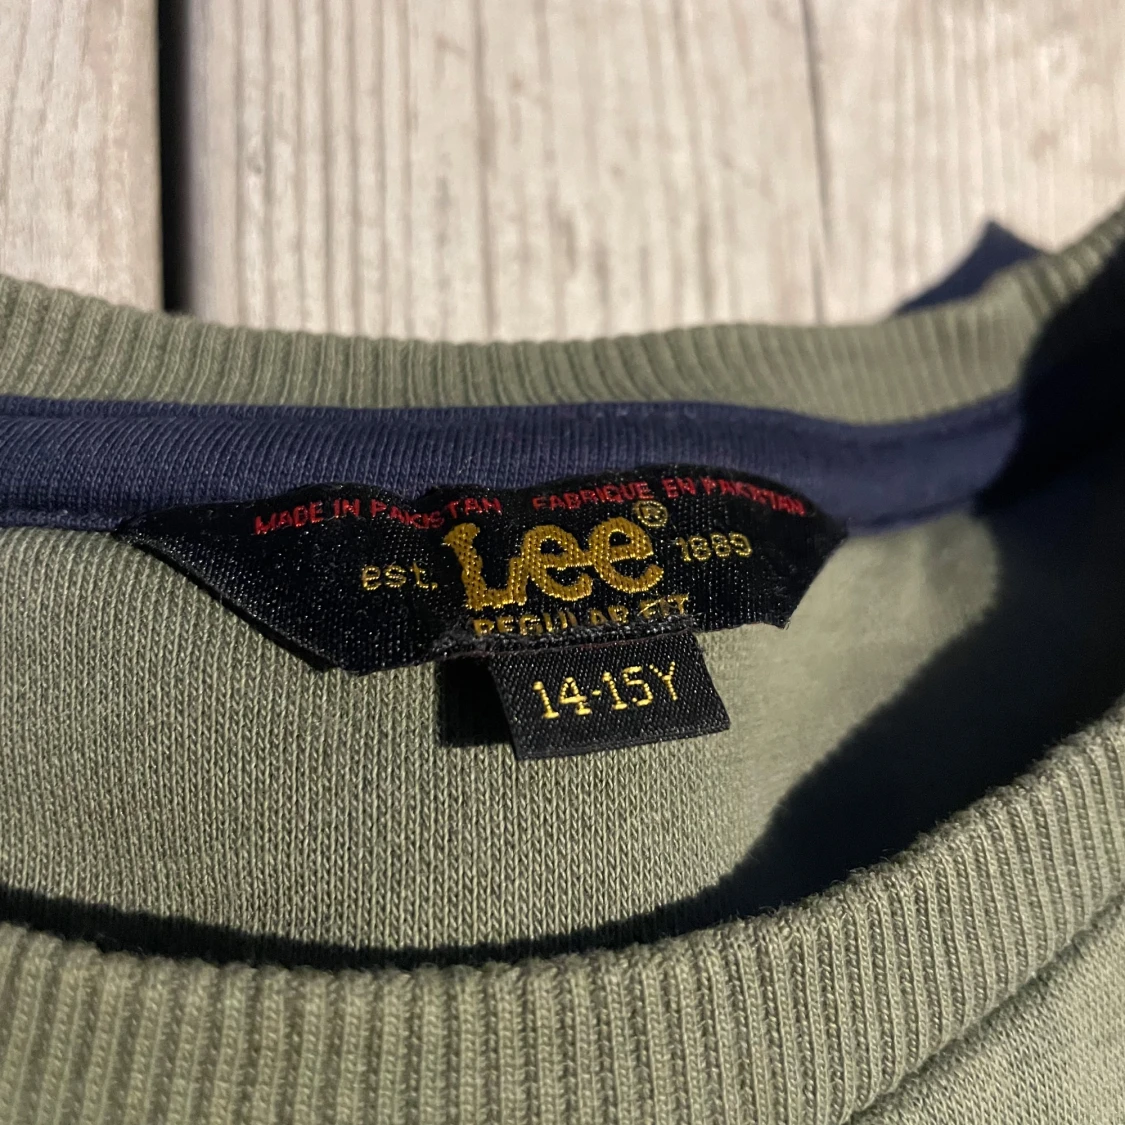 MADE IN PAKISTAN FABRIQUE EN PAKISTAN
est. Lee® 1889
REGULAR FIT
14-15Y